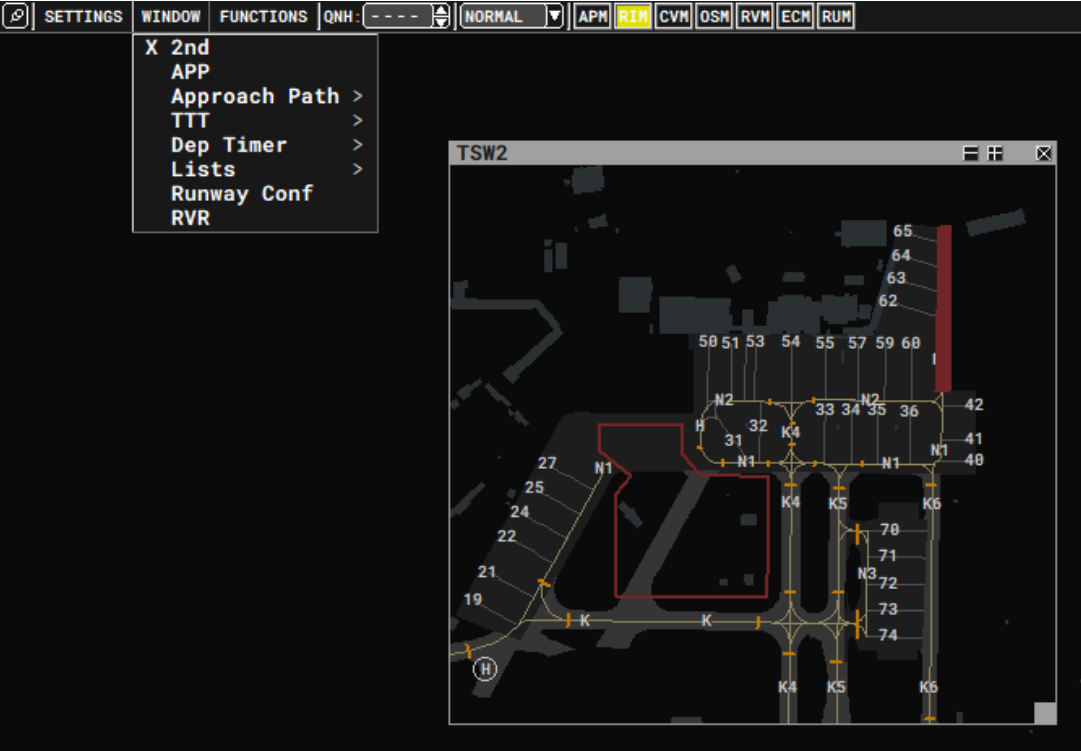 SETTINGS WINDOW FUNCTIONS QNH: ---- NORMAL APM RIM CVM OSM RVM ECM RUM
X 2nd
APP
Approach Path >
TTT >
Dep Timer >
Lists >
Runway Conf
RVR
TSW2
65
64
63
62
50 51 53 54 55 57 59 60
N2 N2
33 34 35 36 42
H 31 32 K4 41
N1 N1 N1 40
27 N1
25
24 K4 K5 K6
22 70
71
21 N3 72
19 73
K K 74
H
K4 K5 K6